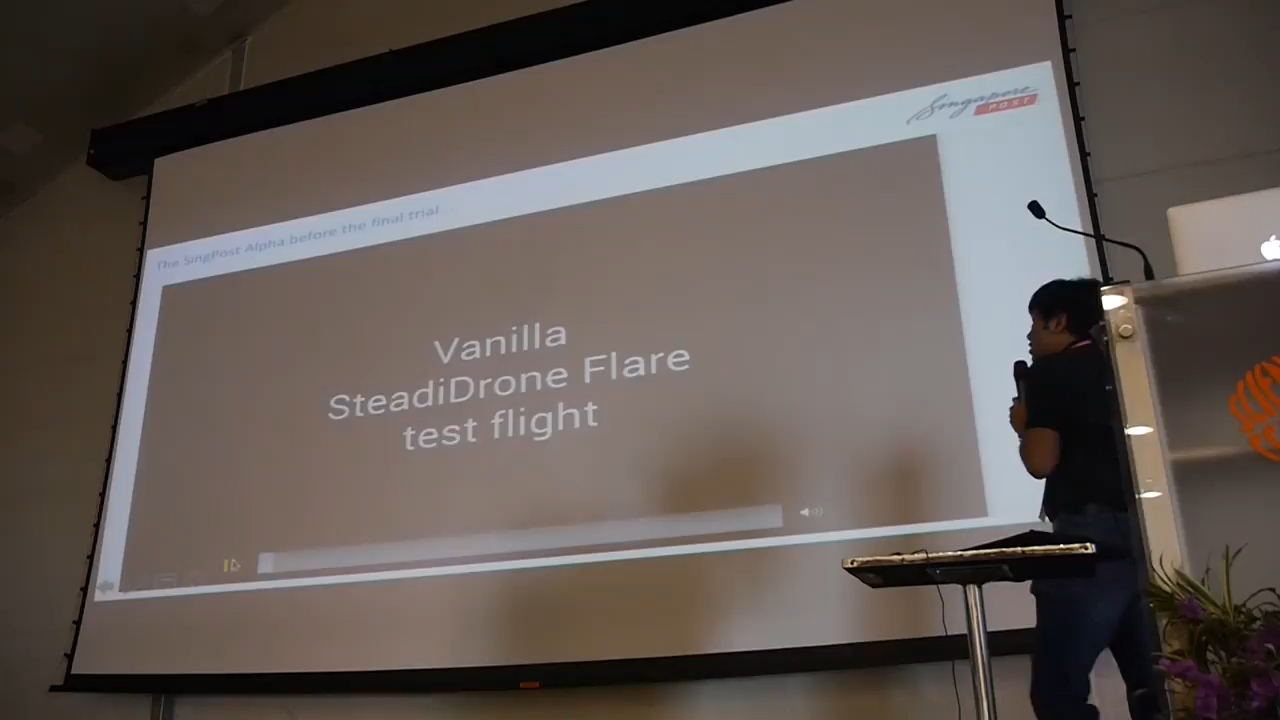 Singapore
POST
The SingPost Alpha before the final trial...
Vanilla
SteadiDrone Flare
test flight